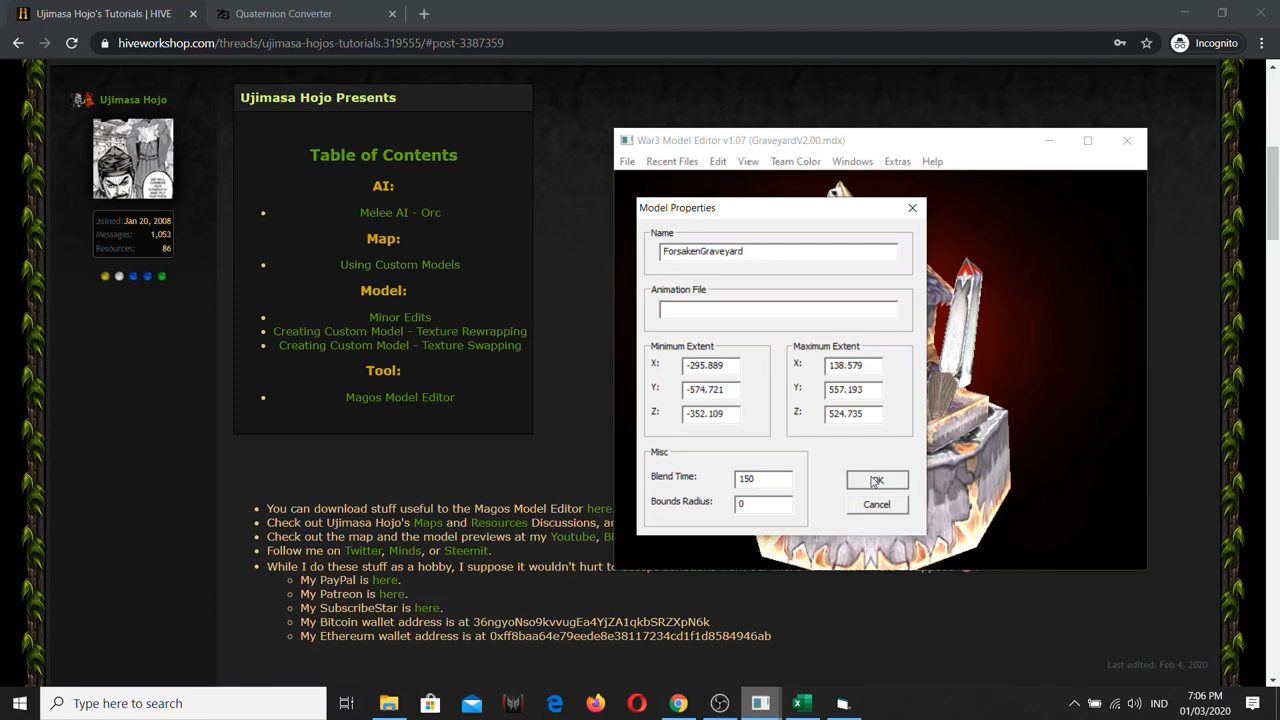 Ujimasa Hojo's Tutorials | HIVE
Quaternion Converter
hiveworkshop.com/threads/ujimasa-hojos-tutorials.319555/#post-3387359
Incognito
Ujimasa Hojo
Joined: Jan 20, 2008
Messages: 1,053
Resources: 86
Ujimasa Hojo Presents
Table of Contents
AI:
Melee AI - Orc
Map:
Using Custom Models
Model:
Minor Edits
Creating Custom Model - Texture Rewrapping
Creating Custom Model - Texture Swapping
Tool:
Magos Model Editor
You can download stuff useful to the Magos Model Editor here
Check out Ujimasa Hojo's Maps and Resources Discussions, an
Check out the map and the model previews at my Youtube, Bi
Follow me on Twitter, Minds, or Steemit.
While I do these stuff as a hobby, I suppose it wouldn't hurt to
My PayPal is here.
My Patreon is here.
My SubscribeStar is here.
My Bitcoin wallet address is at 36ngyoNso9kvvugEa4YjZA1qkbSRZXpN6k
My Ethereum wallet address is at 0xff8baa64e79eede8e38117234cd1f1d8584946ab
Last edited: Feb 4, 2020
War3 Model Editor v1.07 (GraveyardV2.00.mdx)
File Recent Files Edit View Team Color Windows Extras Help
Model Properties
Name
ForsakenGraveyard
Animation File
Minimum Extent
X: -295.889
Y: -574.721
Z: -352.109
Maximum Extent
X: 138.579
Y: 557.193
Z: 524.735
Misc
Blend Time: 150
Bounds Radius: 0
OK
Cancel
Type here to search
IND
7:06 PM
01/03/2020